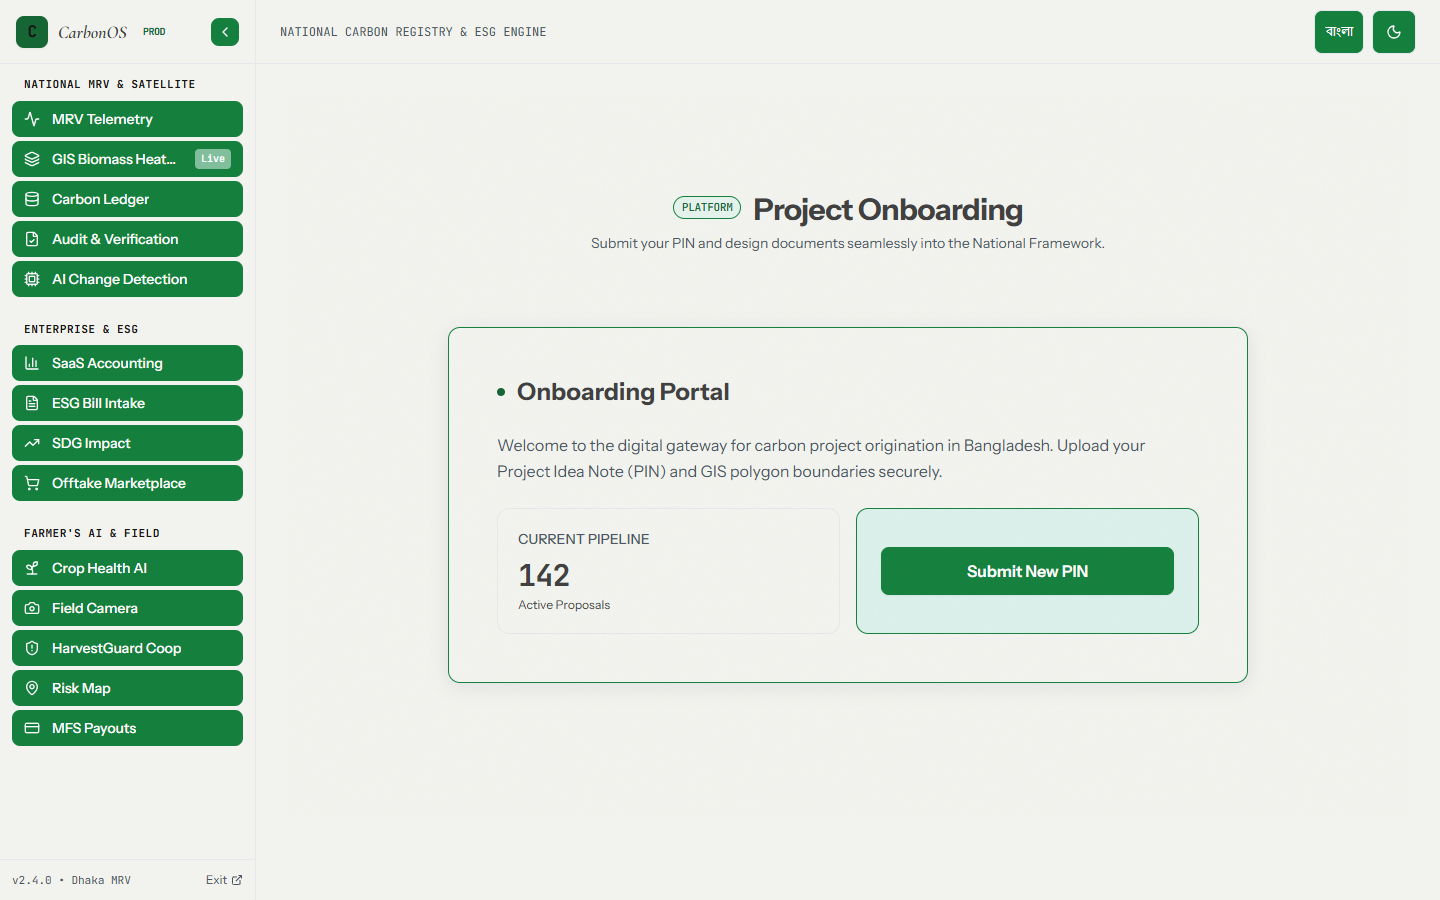 C CarbonOS PROD
NATIONAL CARBON REGISTRY & ESG ENGINE
বাংলা
NATIONAL MRV & SATELLITE
MRV Telemetry
GIS Biomass Heat... Live
Carbon Ledger
Audit & Verification
AI Change Detection
ENTERPRISE & ESG
SaaS Accounting
ESG Bill Intake
SDG Impact
Offtake Marketplace
FARMER'S AI & FIELD
Crop Health AI
Field Camera
HarvestGuard Coop
Risk Map
MFS Payouts
v2.4.0 • Dhaka MRV
Exit
PLATFORM Project Onboarding
Submit your PIN and design documents seamlessly into the National Framework.
Onboarding Portal
Welcome to the digital gateway for carbon project origination in Bangladesh. Upload your
Project Idea Note (PIN) and GIS polygon boundaries securely.
CURRENT PIPELINE
142
Active Proposals
Submit New PIN